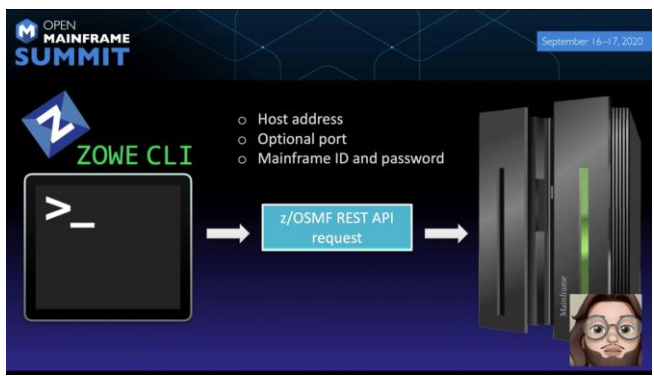 OPEN
MAINFRAME
SUMMIT
September 16-17, 2020
Z
ZOWE CLI
>_
○ Host address
○ Optional port
○ Mainframe ID and password
z/OSMF REST API
request
Mainframe